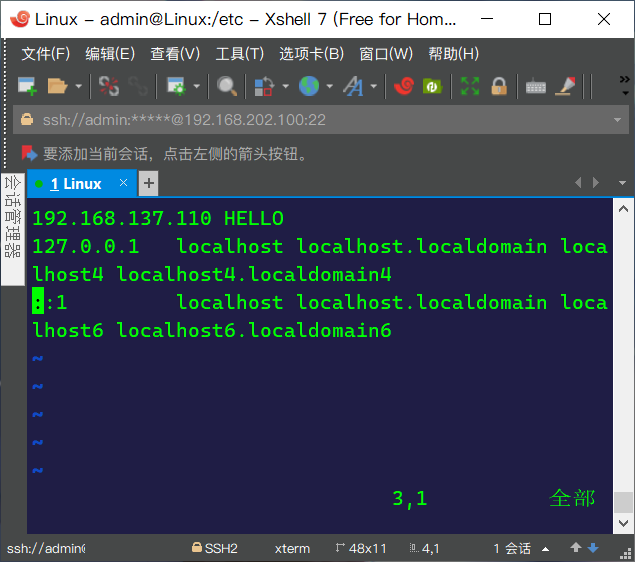 Linux - admin@Linux:/etc - Xshell 7 (Free for Hom...
文件(F) 编辑(E) 查看(V) 工具(T) 选项卡(B) 窗口(W) 帮助(H)
ssh://admin:*****@192.168.202.100:22
要添加当前会话，点击左侧的箭头按钮。
会话管理器
1 Linux
192.168.137.110 HELLO
127.0.0.1   localhost localhost.localdomain loca
lhost4 localhost4.localdomain4
::1         localhost localhost.localdomain loca
lhost6 localhost6.localdomain6
~
~
~
~
~
3,1 全部
ssh://admin@ SSH2 xterm 48x11 4,1 1 会话